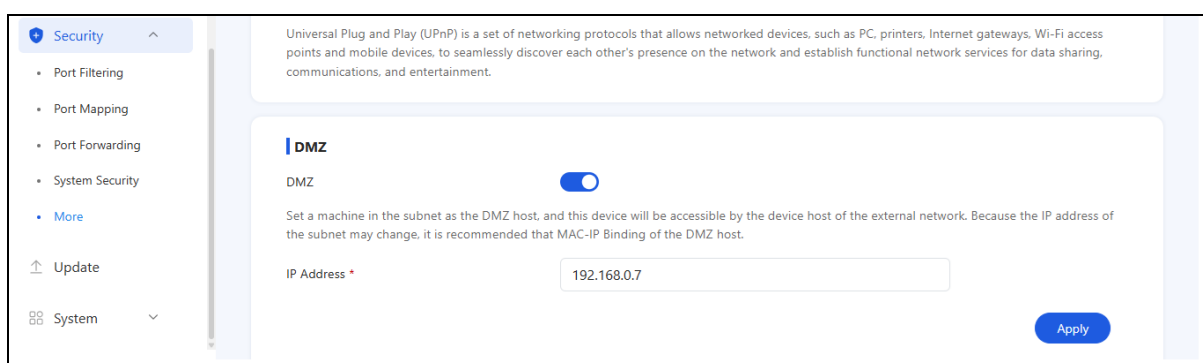 Security
Port Filtering
Port Mapping
Port Forwarding
System Security
More
Update
System
Universal Plug and Play (UPnP) is a set of networking protocols that allows networked devices, such as PC, printers, Internet gateways, Wi-Fi access
points and mobile devices, to seamlessly discover each other's presence on the network and establish functional network services for data sharing,
communications, and entertainment.
DMZ
DMZ
Set a machine in the subnet as the DMZ host, and this device will be accessible by the device host of the external network. Because the IP address of
the subnet may change, it is recommended that MAC-IP Binding of the DMZ host.
IP Address *
192.168.0.7
Apply